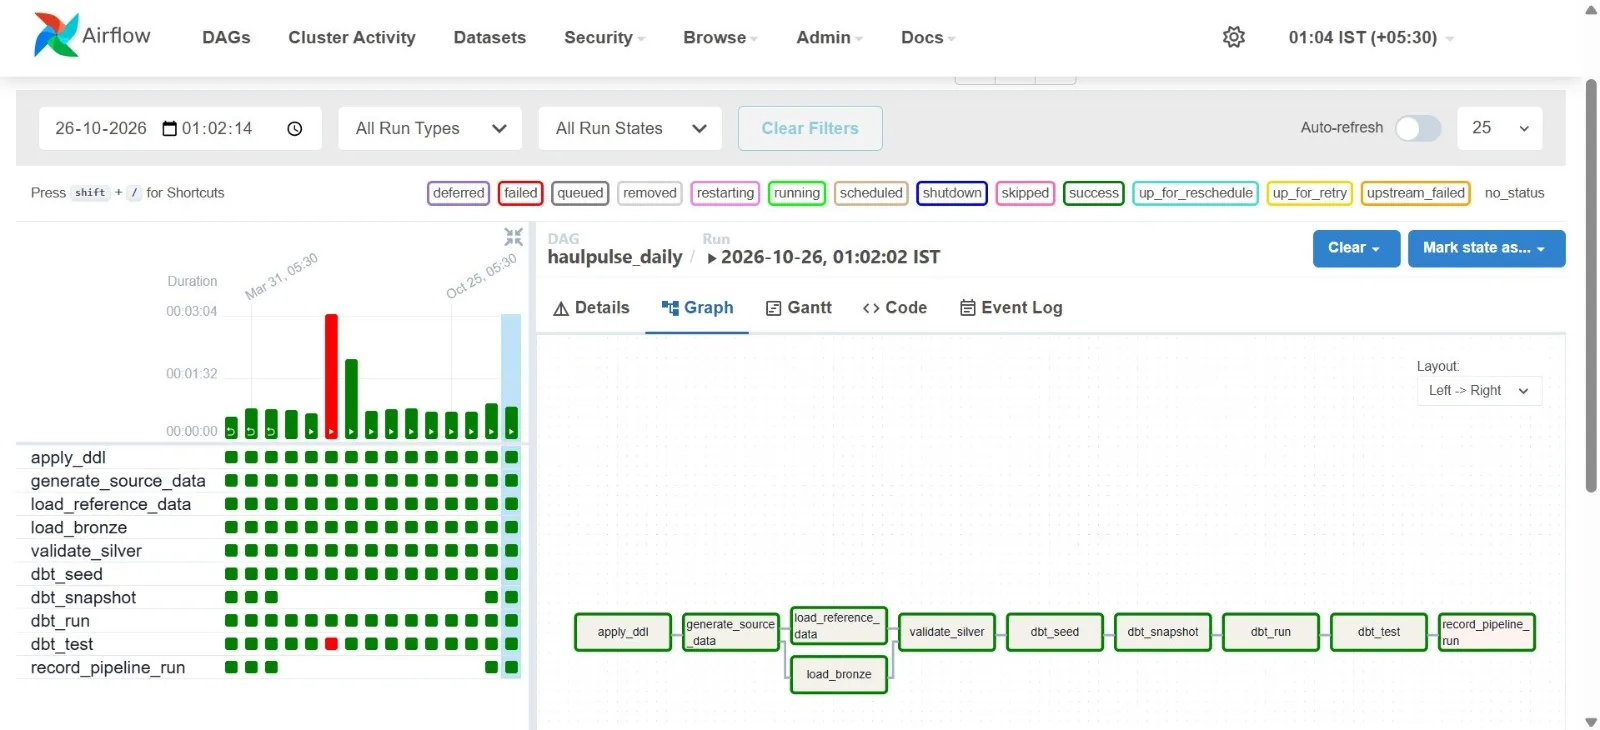 Airflow DAGs Cluster Activity Datasets Security Browse Admin Docs 01:04 IST (+05:30)
26-10-2026 01:02:14 All Run Types All Run States Clear Filters Auto-refresh 25
Press shift + / for Shortcuts deferred failed queued removed restarting running scheduled shutdown skipped success up_for_reschedule up_for_retry upstream_failed no_status
DAG Run
haulpulse_daily / 2026-10-26, 01:02:02 IST
Clear Mark state as...
Details Graph Gantt Code Event Log
Mar 31, 05:30 Oct 25, 05:30
Duration
00:03:04
00:01:32
00:00:00
apply_ddl
generate_source_data
load_reference_data
load_bronze
validate_silver
dbt_seed
dbt_snapshot
dbt_run
dbt_test
record_pipeline_run
Layout:
Left -> Right
apply_ddl
generate_source
_data
load_reference_
data
load_bronze
validate_silver
dbt_seed
dbt_snapshot
dbt_run
dbt_test
record_pipeline_
run